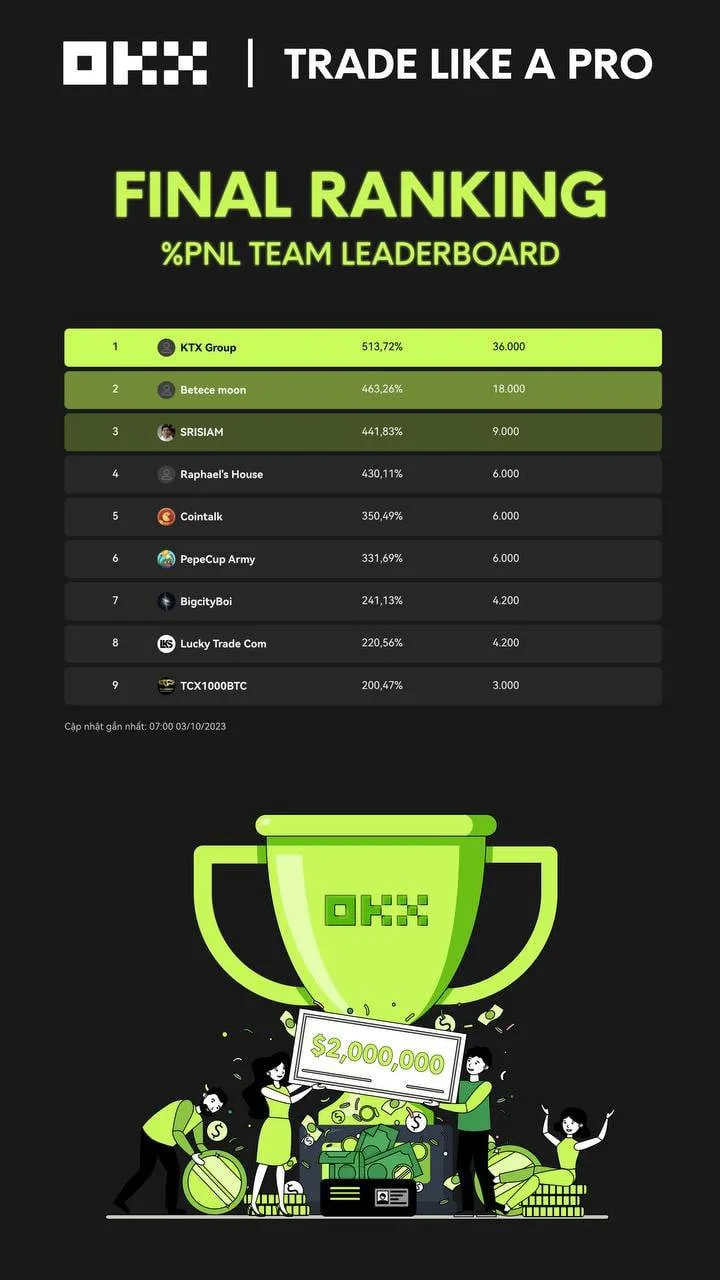 OKX | TRADE LIKE A PRO
FINAL RANKING
%PNL TEAM LEADERBOARD
1 KTX Group 513,72% 36.000
2 Betece moon 463,26% 18.000
3 SRISIAM 441,83% 9.000
4 Raphael's House 430,11% 6.000
5 Cointalk 350,49% 6.000
6 PepeCup Army 331,69% 6.000
7 BigcityBoi 241,13% 4.200
8 LKS Lucky Trade Com 220,56% 4.200
9 TCX1000BTC 200,47% 3.000
Cập nhật gần nhất: 07:00 03/10/2023
OKX
$2,000,000